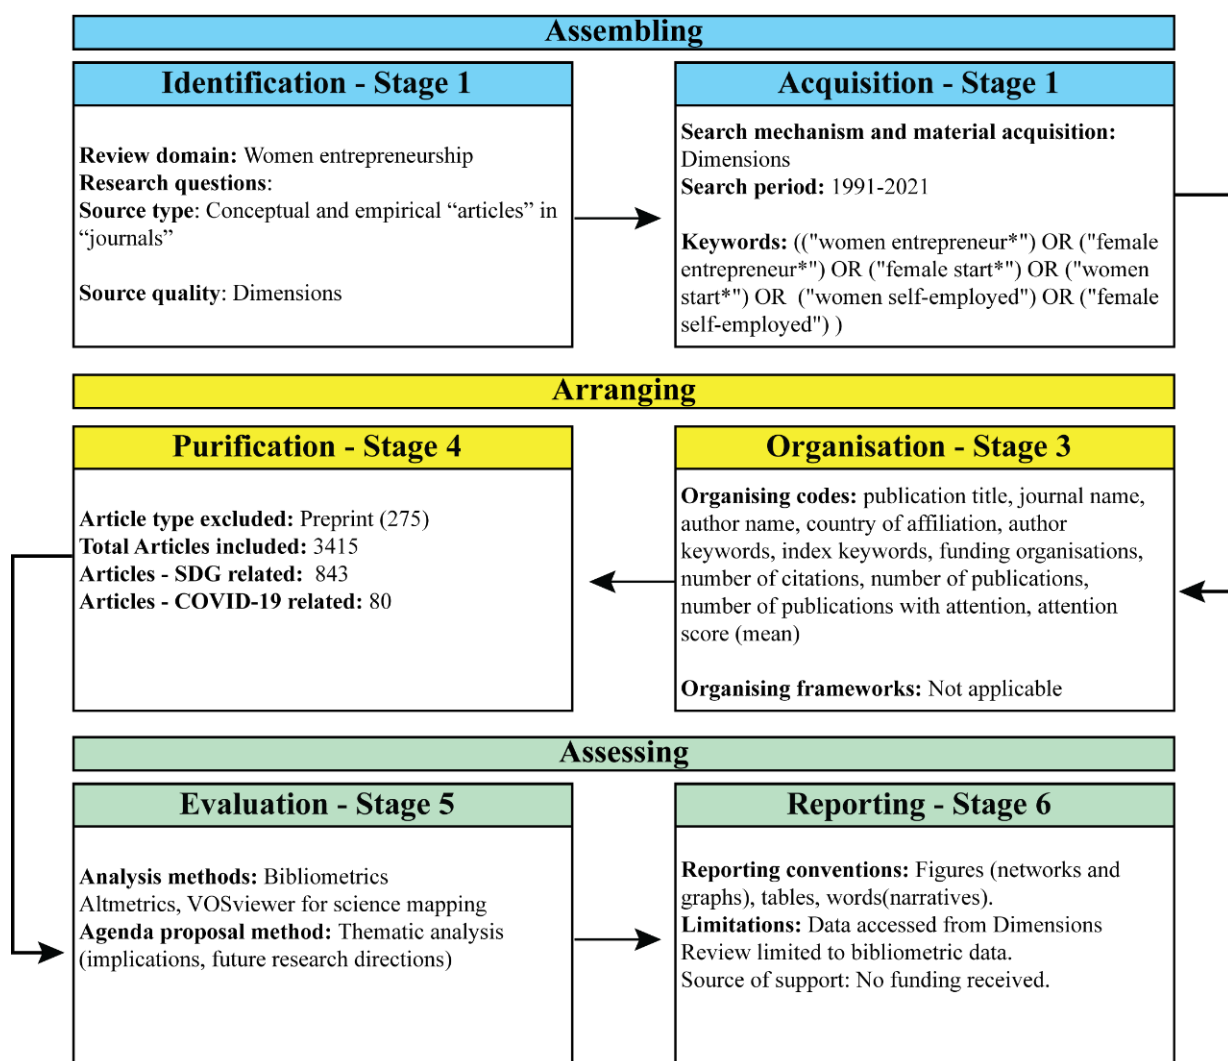 Assembling
Identification - Stage 1
Review domain: Women entrepreneurship
Research questions:
Source type: Conceptual and empirical “articles” in
“journals”
Source quality: Dimensions
Acquisition - Stage 1
Search mechanism and material acquisition:
Dimensions
Search period: 1991-2021
Keywords: (("women entrepreneur*") OR ("female
entrepreneur*") OR ("female start*") OR ("women
start*") OR ("women self-employed") OR ("female
self-employed") )
Arranging
Purification - Stage 4
Article type excluded: Preprint (275)
Total Articles included: 3415
Articles - SDG related: 843
Articles - COVID-19 related: 80
Organisation - Stage 3
Organising codes: publication title, journal name,
author name, country of affiliation, author
keywords, index keywords, funding organisations,
number of citations, number of publications,
number of publications with attention, attention
score (mean)
Organising frameworks: Not applicable
Assessing
Evaluation - Stage 5
Analysis methods: Bibliometrics
Altmetrics, VOSviewer for science mapping
Agenda proposal method: Thematic analysis
(implications, future research directions)
Reporting - Stage 6
Reporting conventions: Figures (networks and
graphs), tables, words(narratives).
Limitations: Data accessed from Dimensions
Review limited to bibliometric data.
Source of support: No funding received.